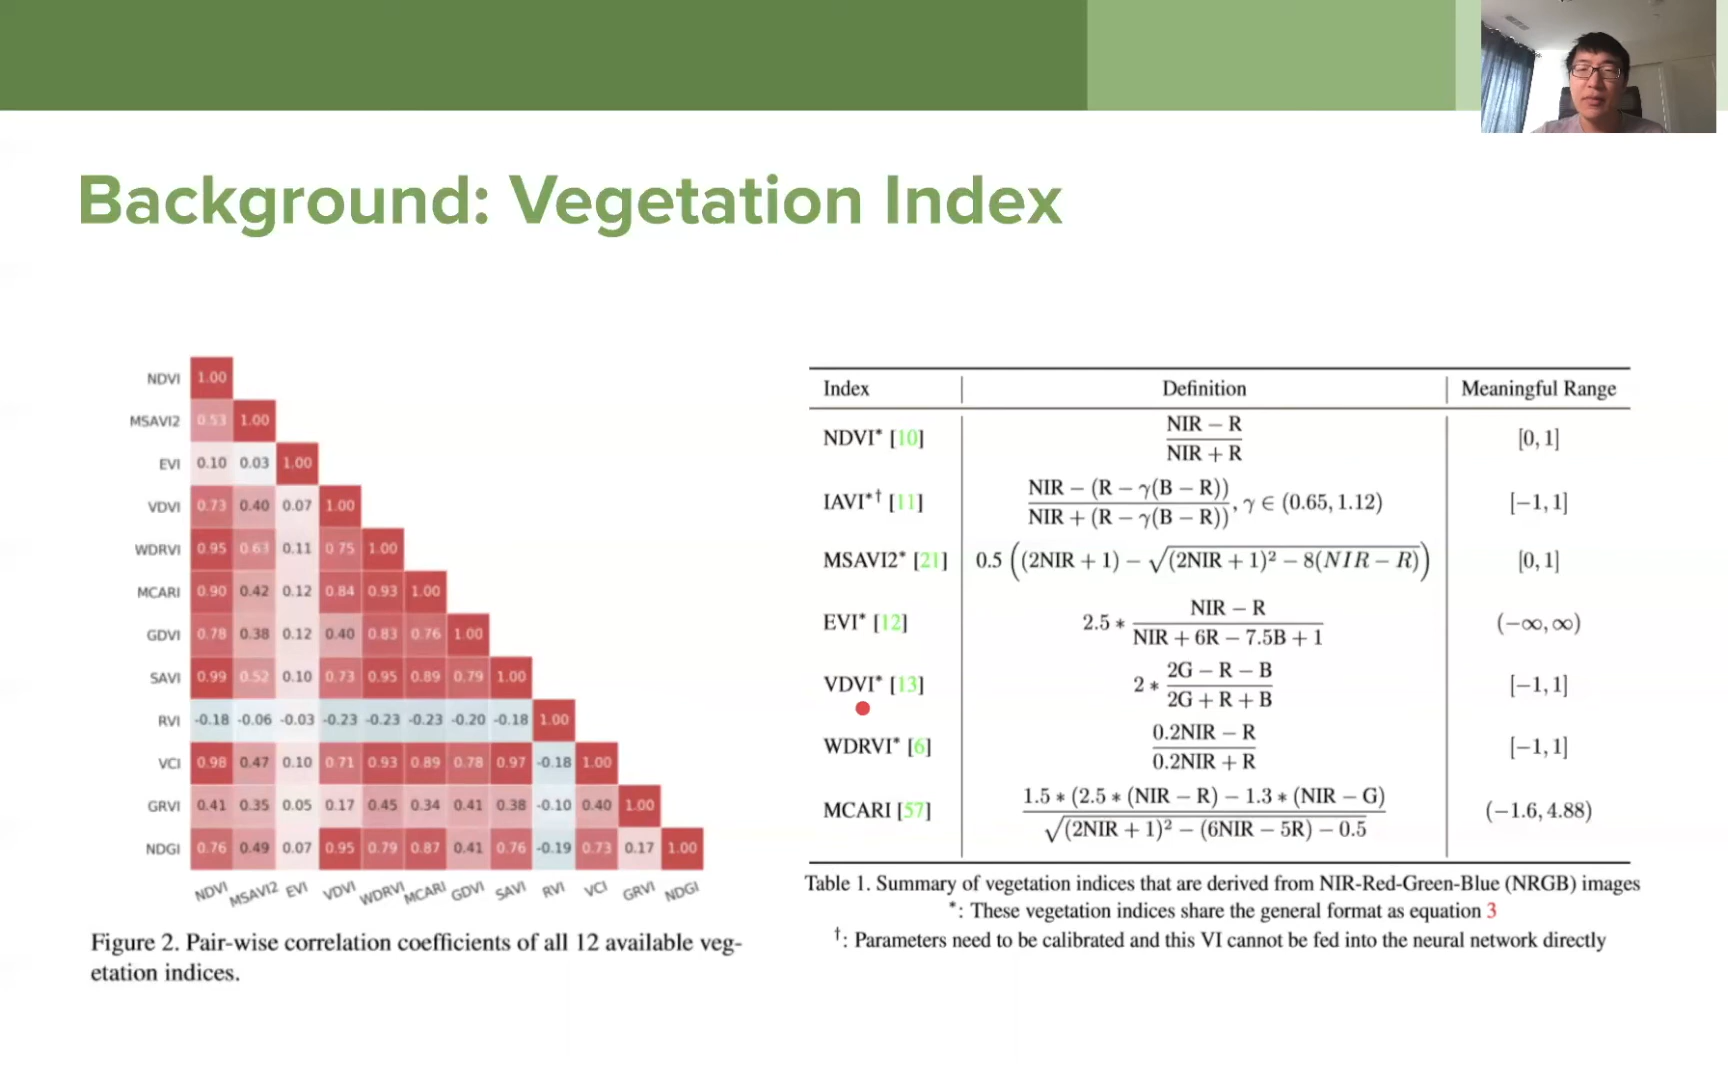 Background: Vegetation Index
NDVI 1.00
MSAVI2 0.53 1.00
EVI 0.10 0.03 1.00
VDVI 0.73 0.40 0.07 1.00
WDRVI 0.95 0.63 0.11 0.75 1.00
MCARI 0.90 0.42 0.12 0.84 0.93 1.00
GDVI 0.78 0.38 0.12 0.40 0.83 0.76 1.00
SAVI 0.99 0.52 0.10 0.73 0.95 0.89 0.79 1.00
RVI -0.18 -0.06 -0.03 -0.23 -0.23 -0.23 -0.20 -0.18 1.00
VCI 0.98 0.47 0.10 0.71 0.93 0.89 0.78 0.97 -0.18 1.00
GRVI 0.41 0.35 0.05 0.17 0.45 0.34 0.41 0.38 -0.10 0.40 1.00
NDGI 0.76 0.49 0.07 0.95 0.79 0.87 0.41 0.76 -0.19 0.73 0.17 1.00
NDVI MSAVI2 EVI VDVI WDRVI MCARI GDVI SAVI RVI VCI GRVI NDGI
Figure 2. Pair-wise correlation coefficients of all 12 available veg-
etation indices.
Index Definition Meaningful Range
NDVI* [10] (NIR − R)/(NIR + R) [0, 1]
IAVI*† [11] (NIR − (R − γ(B − R)))/(NIR + (R − γ(B − R))), γ ∈ (0.65, 1.12) [−1, 1]
MSAVI2* [21] 0.5 ((2NIR + 1) − √((2NIR + 1)² − 8(NIR − R))) [0, 1]
EVI* [12] 2.5 * (NIR − R)/(NIR + 6R − 7.5B + 1) (−∞, ∞)
VDVI* [13] 2 * (2G − R − B)/(2G + R + B) [−1, 1]
WDRVI* [6] (0.2NIR − R)/(0.2NIR + R) [−1, 1]
MCARI [57] 1.5 * (2.5 * (NIR − R) − 1.3 * (NIR − G)/√((2NIR + 1)² − (6NIR − 5R) − 0.5 (−1.6, 4.88)
Table 1. Summary of vegetation indices that are derived from NIR-Red-Green-Blue (NRGB) images
*: These vegetation indices share the general format as equation 3
†: Parameters need to be calibrated and this VI cannot be fed into the neural network directly